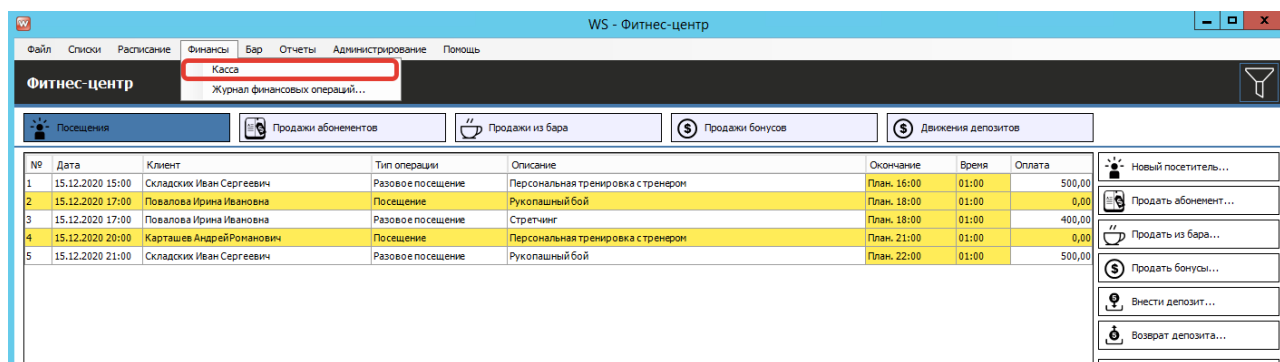 WS - Фитнес-центр
Файл Списки Расписание Финансы Бар Отчеты Администрирование Помощь
Касса
Журнал финансовых операций...
Фитнес-центр
Посещения Продажи абонементов Продажи из бара Продажи бонусов Движения депозитов
№ Дата Клиент Тип операции Описание Окончание Время Оплата
1 15.12.2020 15:00 Складских Иван Сергеевич Разовое посещение Персональная тренировка с тренером План. 16:00 01:00 500,00
2 15.12.2020 17:00 Повалова Ирина Ивановна Посещение Рукопашный бой План. 18:00 01:00 0,00
3 15.12.2020 17:00 Повалова Ирина Ивановна Разовое посещение Стретчинг План. 18:00 01:00 400,00
4 15.12.2020 20:00 Карташев Андрей Романович Посещение Персональная тренировка с тренером План. 21:00 01:00 0,00
5 15.12.2020 21:00 Складских Иван Сергеевич Разовое посещение Рукопашный бой План. 22:00 01:00 500,00
Новый посетитель...
Продать абонемент...
Продать из бара...
Продать бонусы...
Внести депозит...
Возврат депозита...